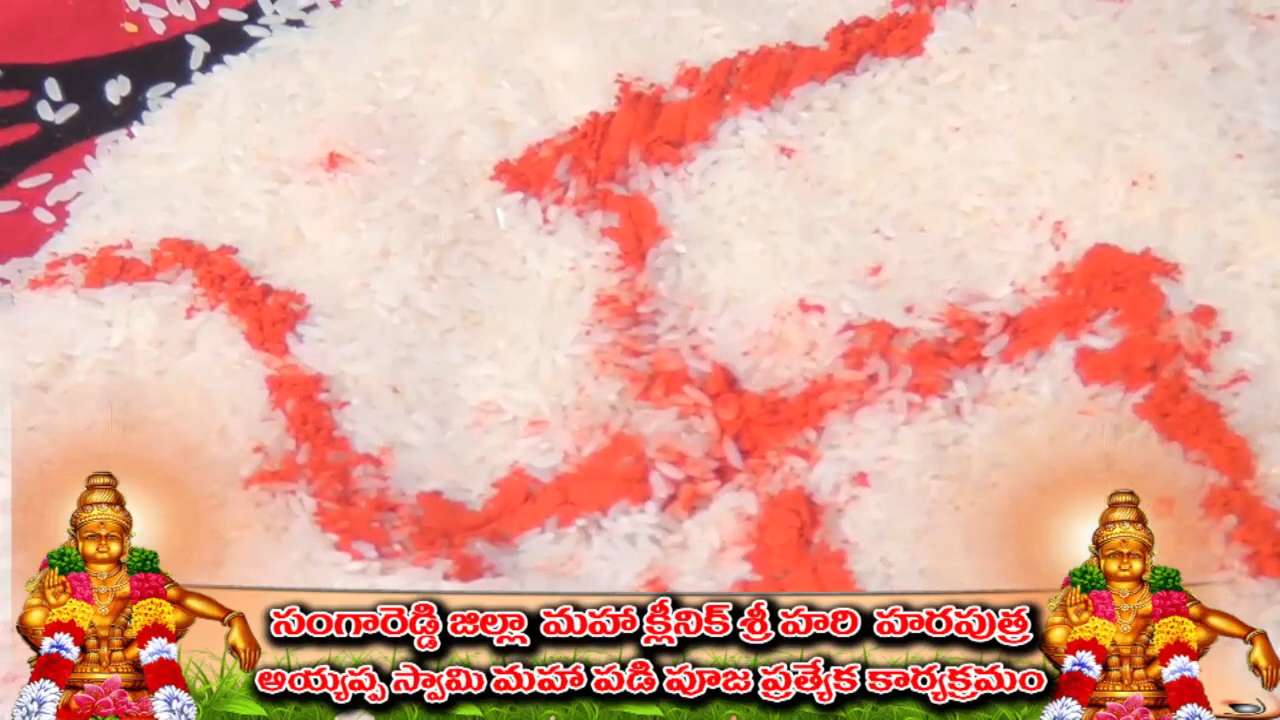 సంగారెడ్డి జిల్లా మహా క్లీనిక్ శ్రీ హరి హరపుత్ర
అయ్యప్ప స్వామి మహా పడి పూజ ప్రత్యేక కార్యక్రమం